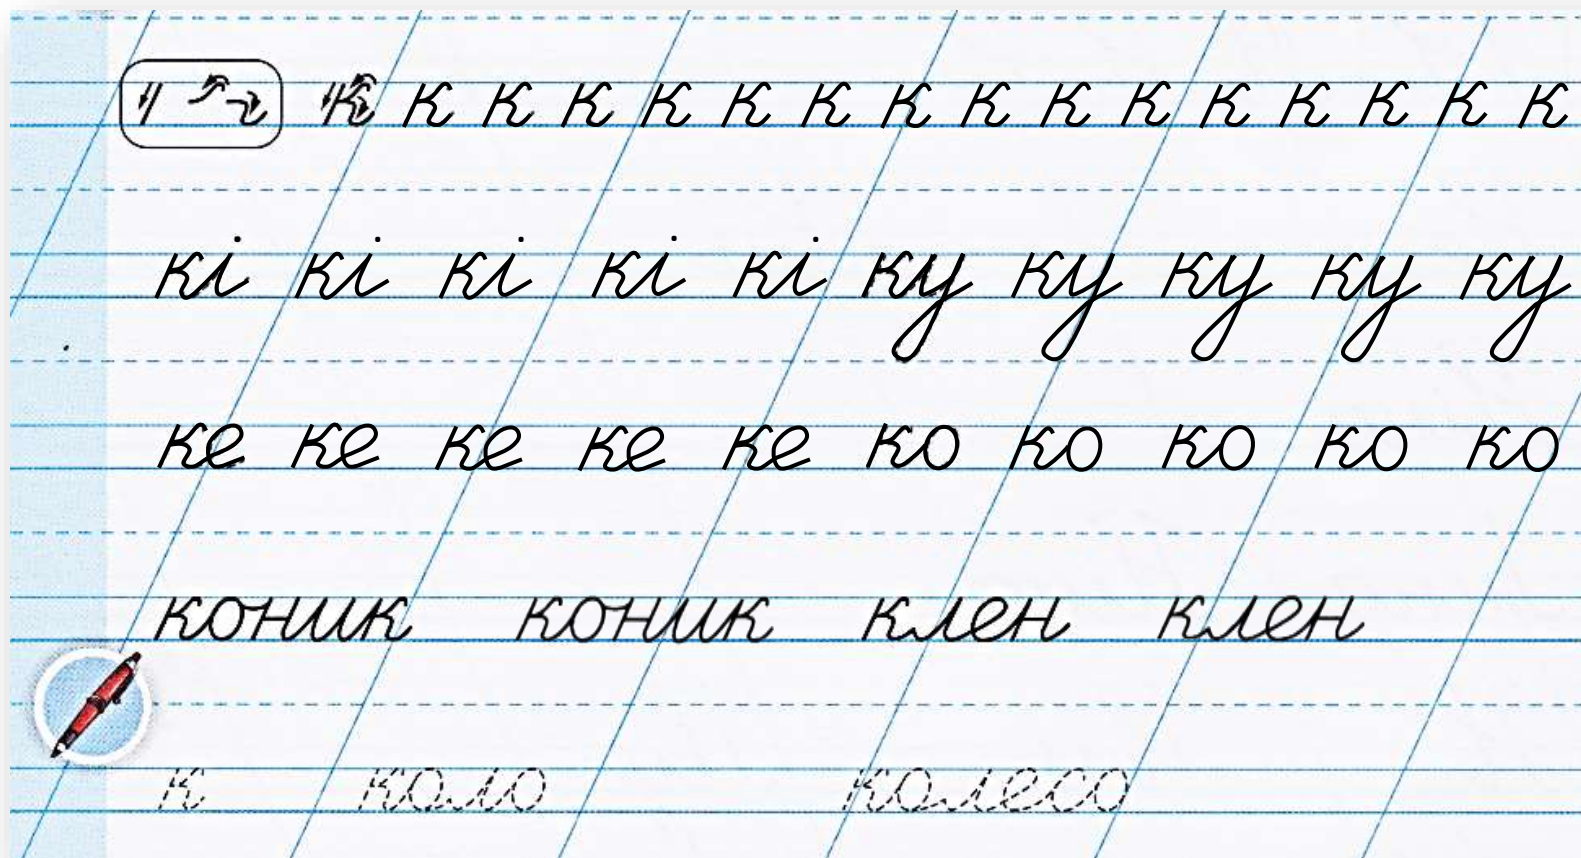 к к к к к к к к к к к к к к к к
кі кі кі кі кі ку ку ку ку ку
ке ке ке ке ке ко ко ко ко ко
коник коник клен клен
к коло колесо